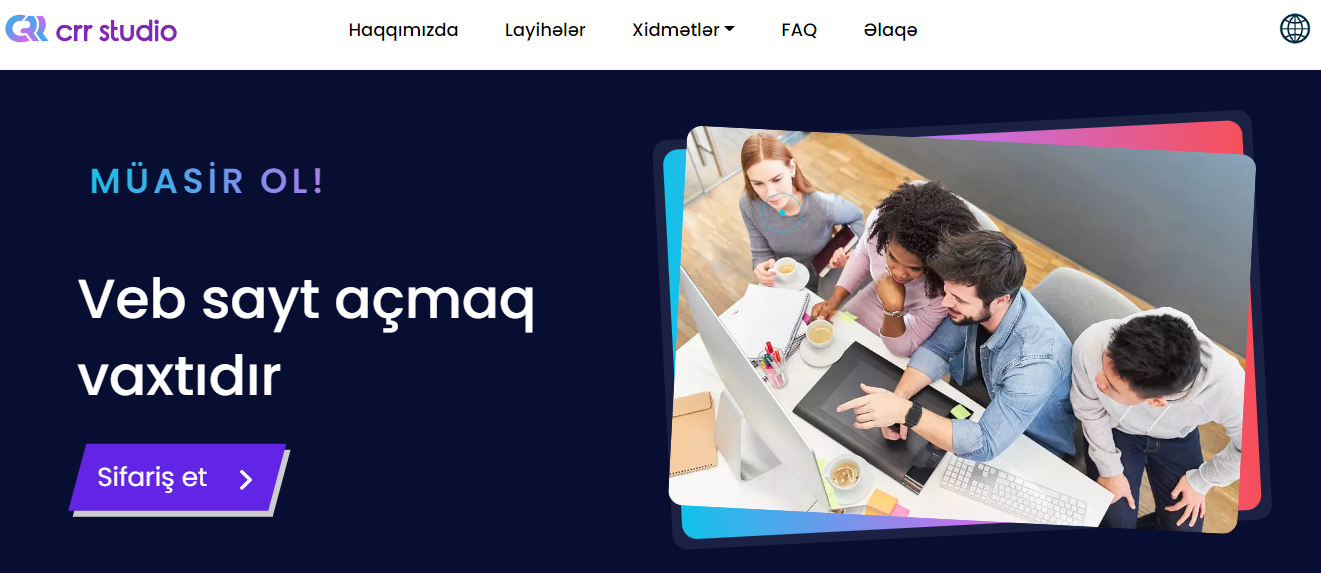 crr studio
Haqqımızda
Layihələr
Xidmətlər
FAQ
Əlaqə
MÜASİR OL!
Veb sayt açmaq
vaxtıdır
Sifariş et